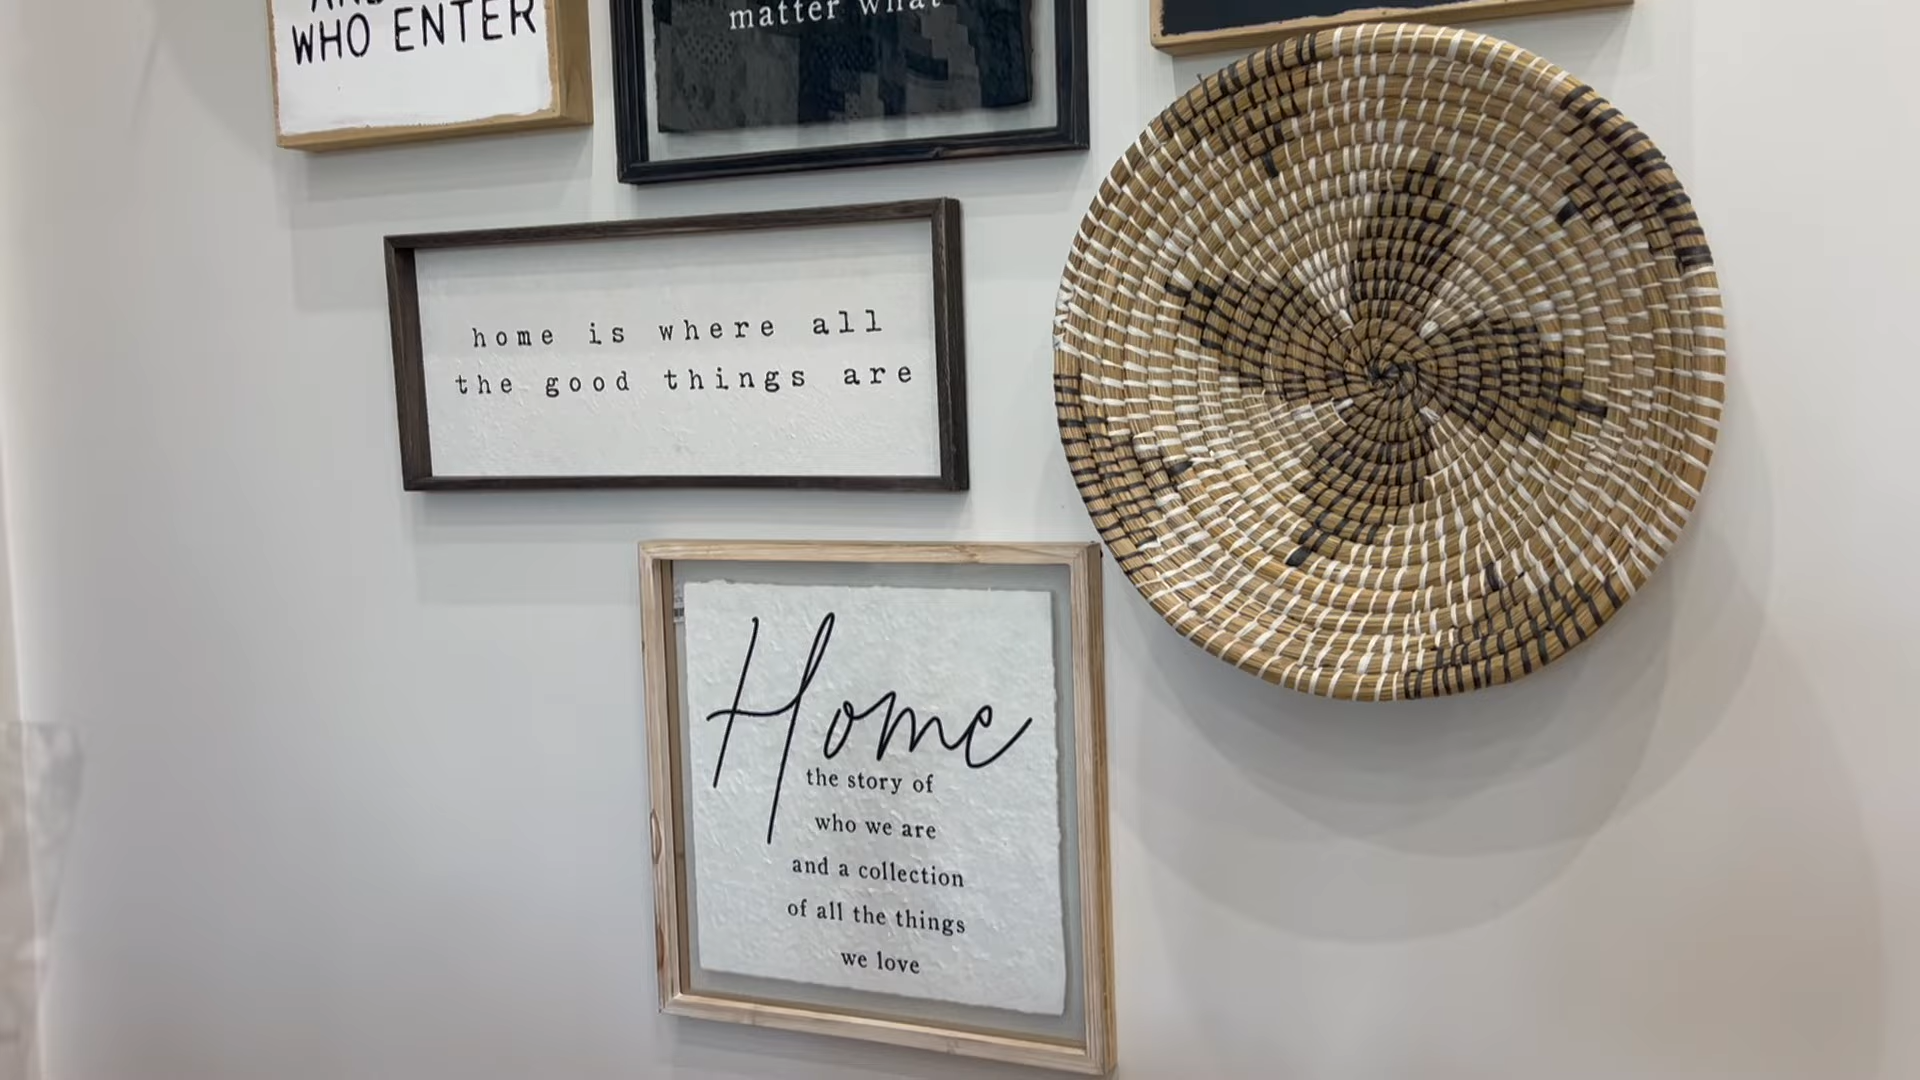 WHO ENTER
matter what
home is where all
the good things are
Home
the story of
who we are
and a collection
of all the things
we love